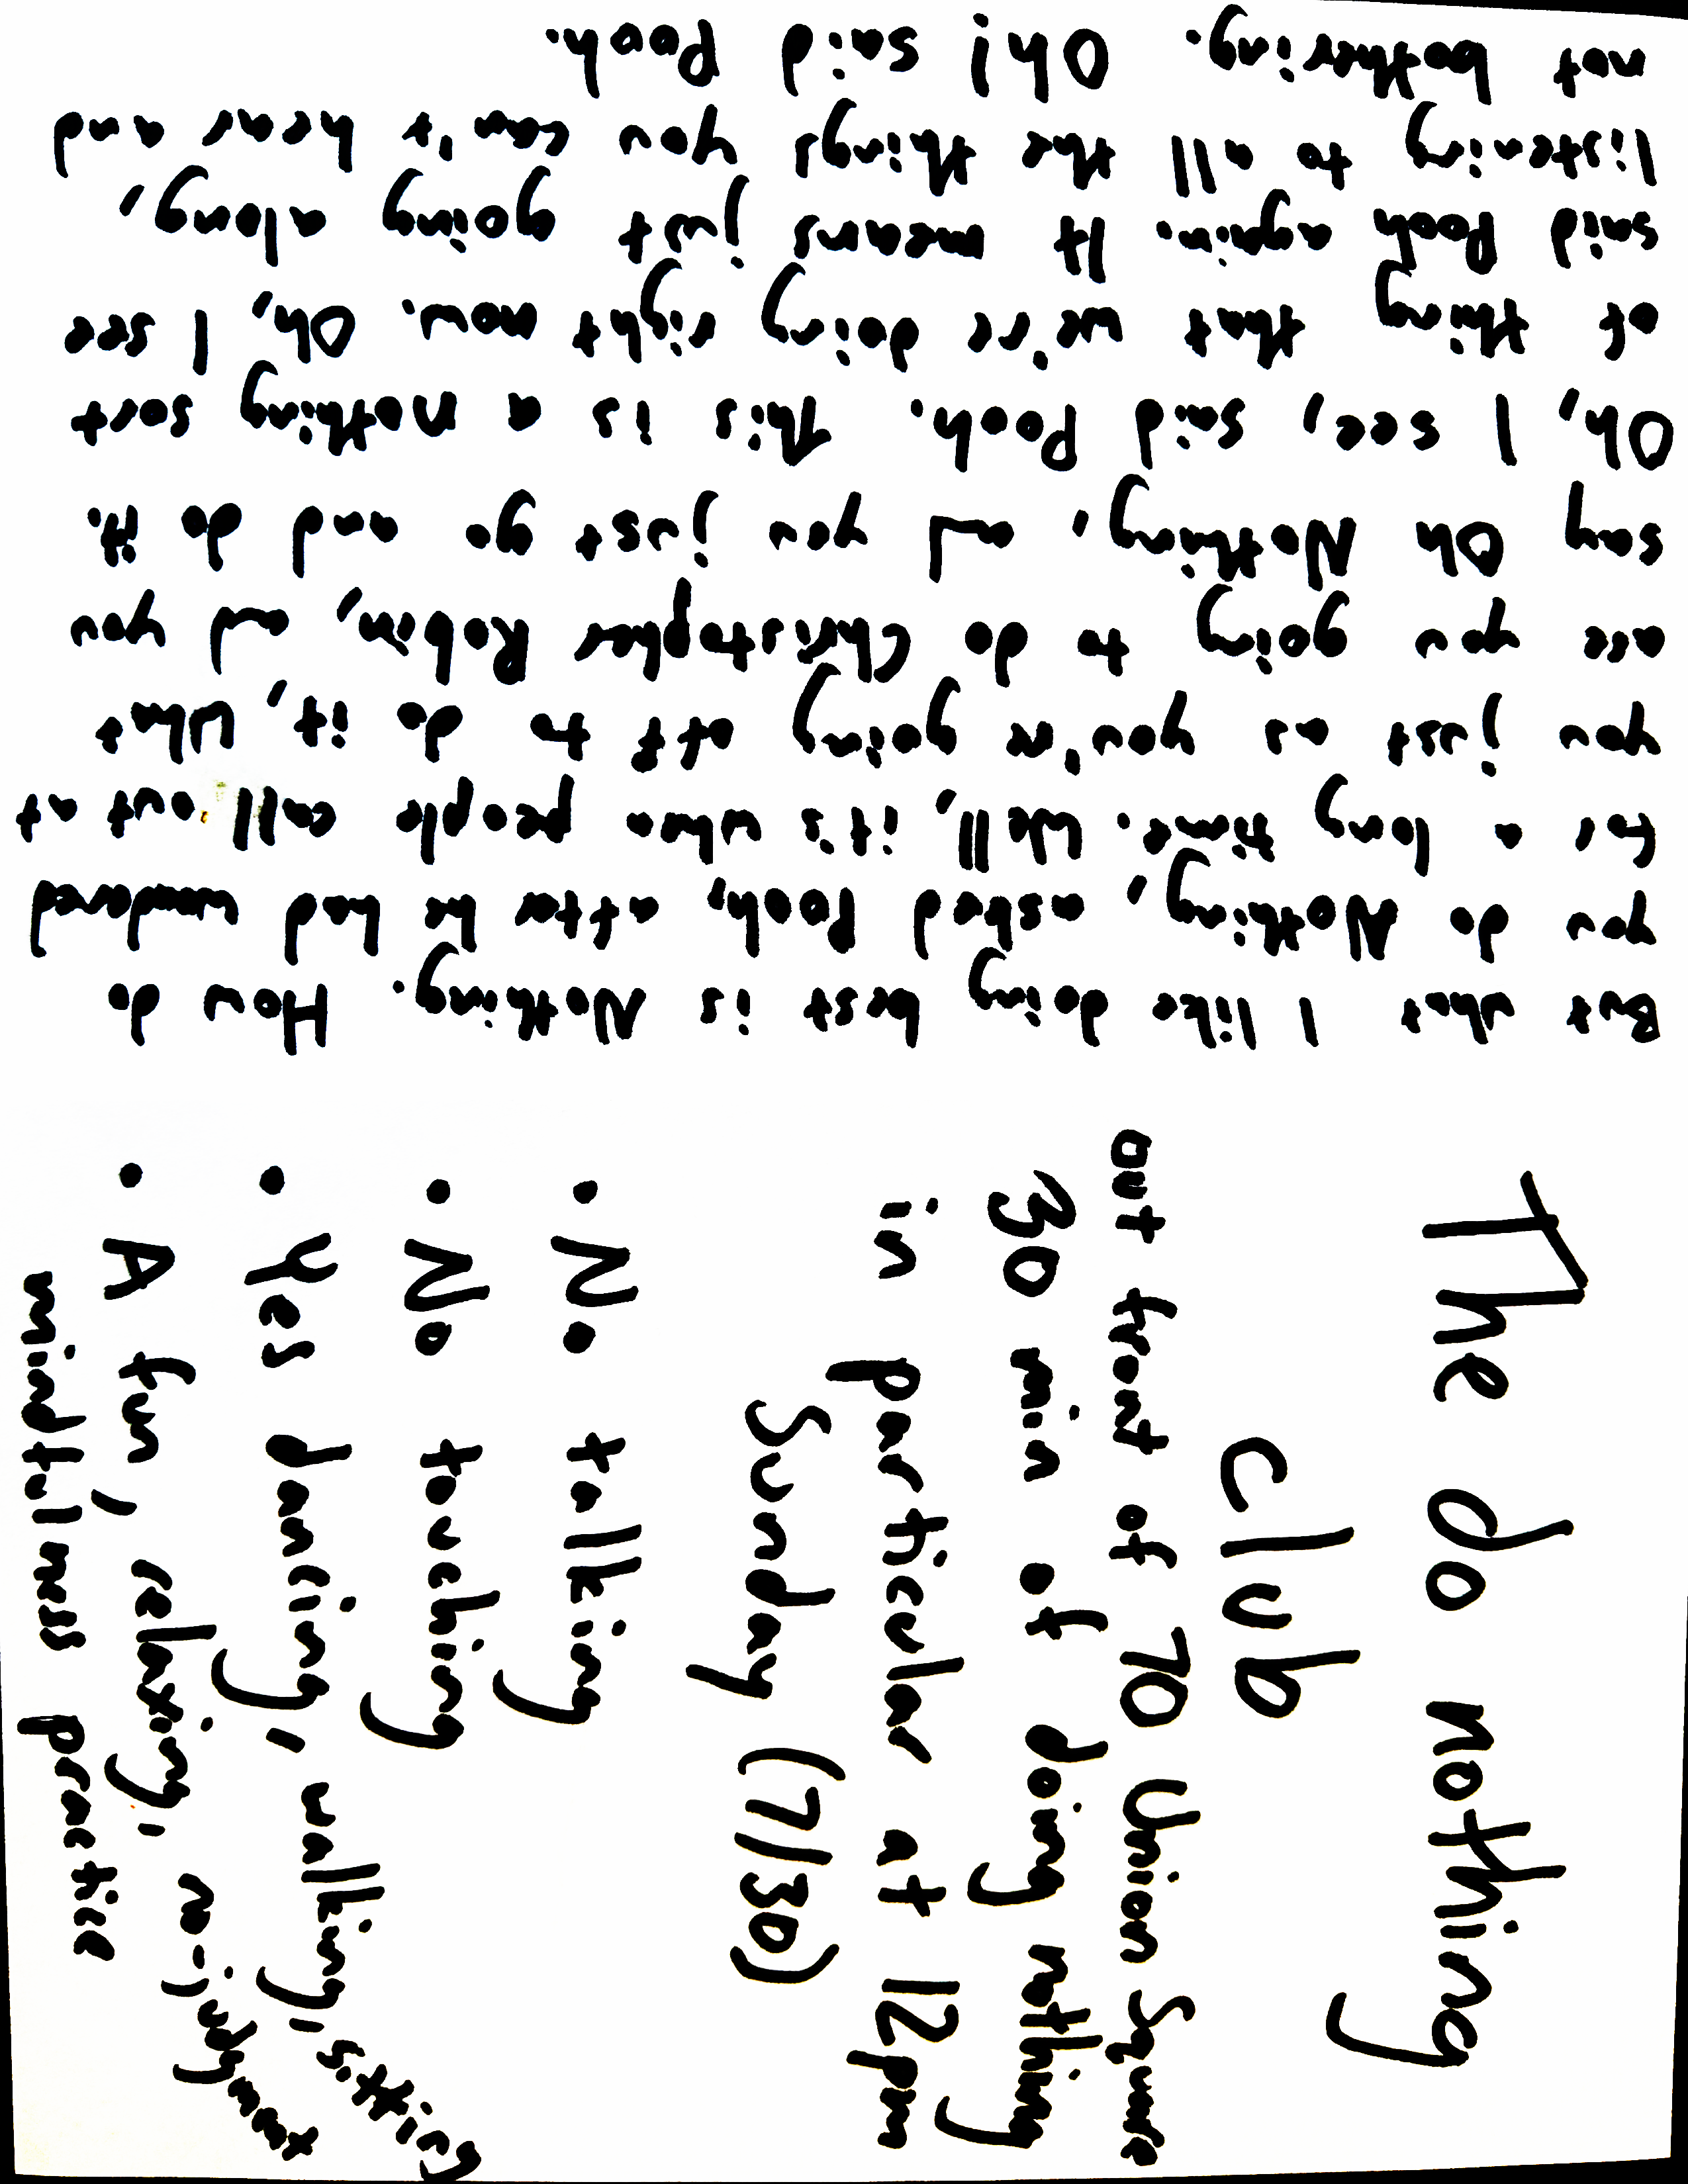 But what I like doing best is Nothing. How do
you do Nothing, asked Pooh, after he had wondered
for a long time. Well, it's when people call out at
you just as you're going off to do it, What
are you going to do Christopher Robin, and you
say Oh Nothing, and you just go and do it.
Oh, I see, said Pooh. This is a Nothing sort
of thing that we're doing right now. Oh, I see
said Pooh again. It means just going along,
listening to all the things you can't hear and
not bothering. Oh! said Pooh.
The do nothing
Club
out front of 70 Union Square
30 min of doing nothing
in particular at 12pm
Sunday (7/30)
• No talking
• No touching
• Yes dancing, walking, sitting
• A fun, relaxing, no-judgment
mindfulness practice